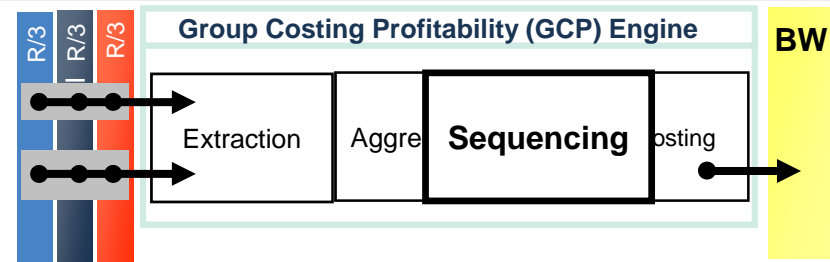 R/3
R/3
R/3
Group Costing Profitability (GCP) Engine
BW
Extraction
Aggre
Sequencing
osting